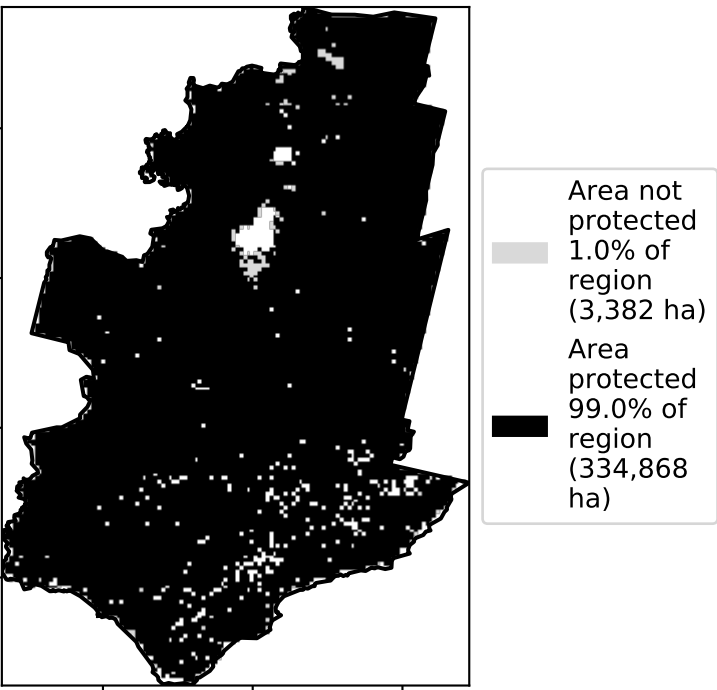 Area not
protected
1.0% of
region
(3,382 ha)
Area
protected
99.0% of
region
(334,868
ha)